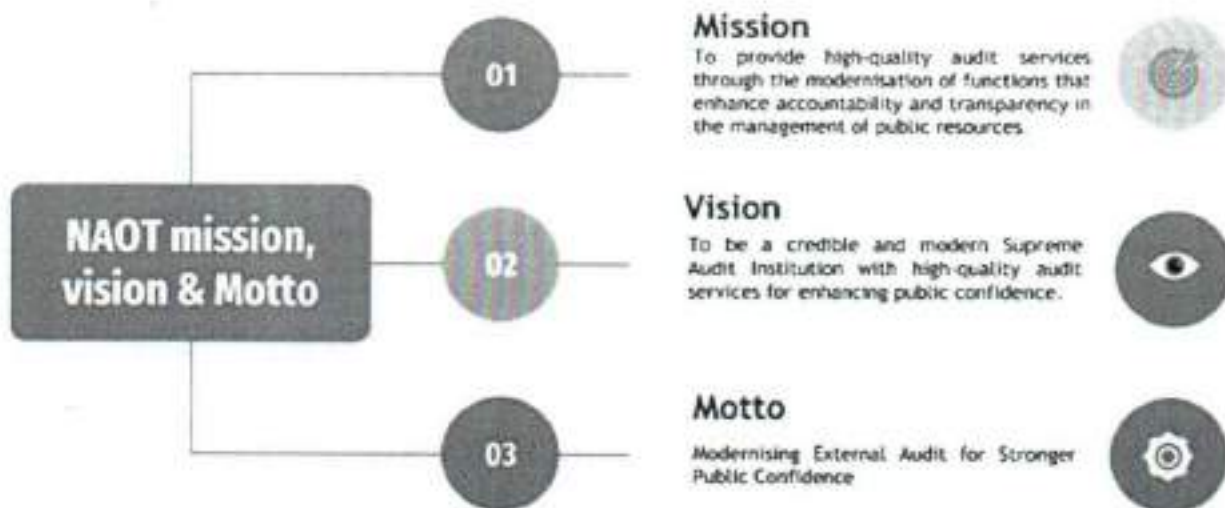 NAOT mission,
vision & Motto
01
Mission
To provide high-quality audit services
through the modernisation of functions that
enhance accountability and transparency in
the management of public resources
02
Vision
To be a credible and modern Supreme
Audit Institution with high-quality audit
services for enhancing public confidence.
03
Motto
Modernising External Audit for Stronger
Public Confidence